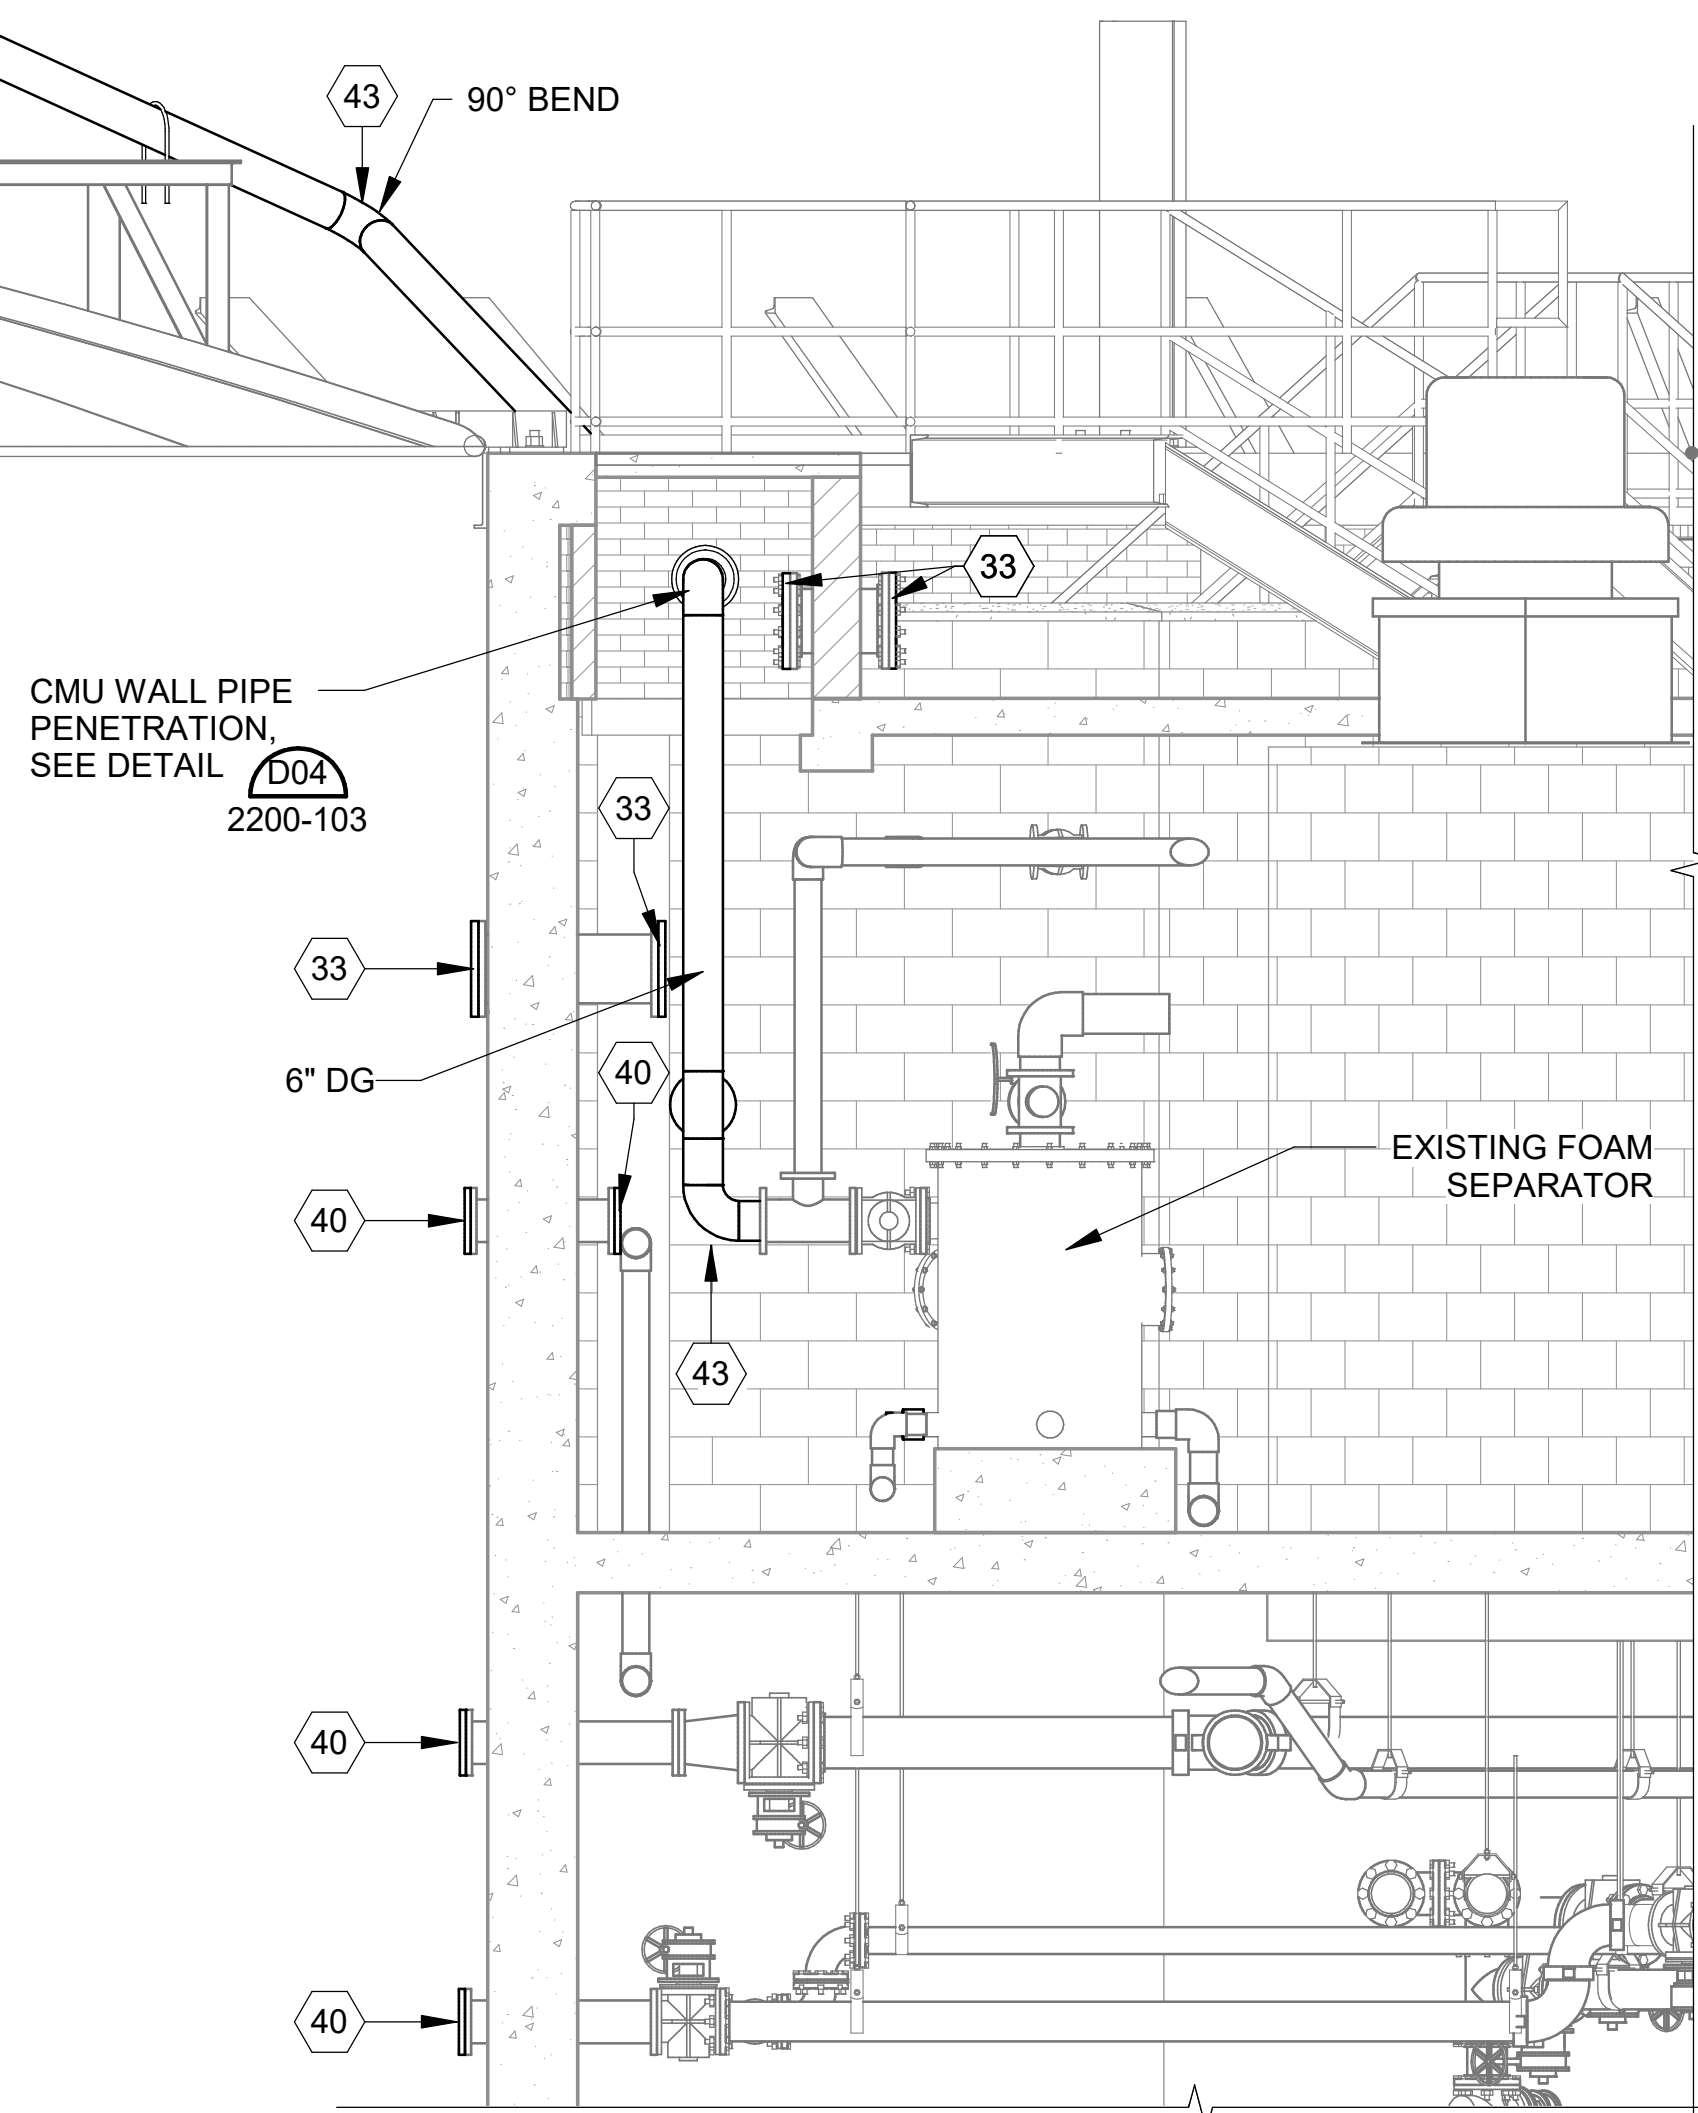 43
90° BEND
33
CMU WALL PIPE
PENETRATION,
SEE DETAIL
D04
2200-103
33
33
6" DG
40
EXISTING FOAM
SEPARATOR
40
43
40
40